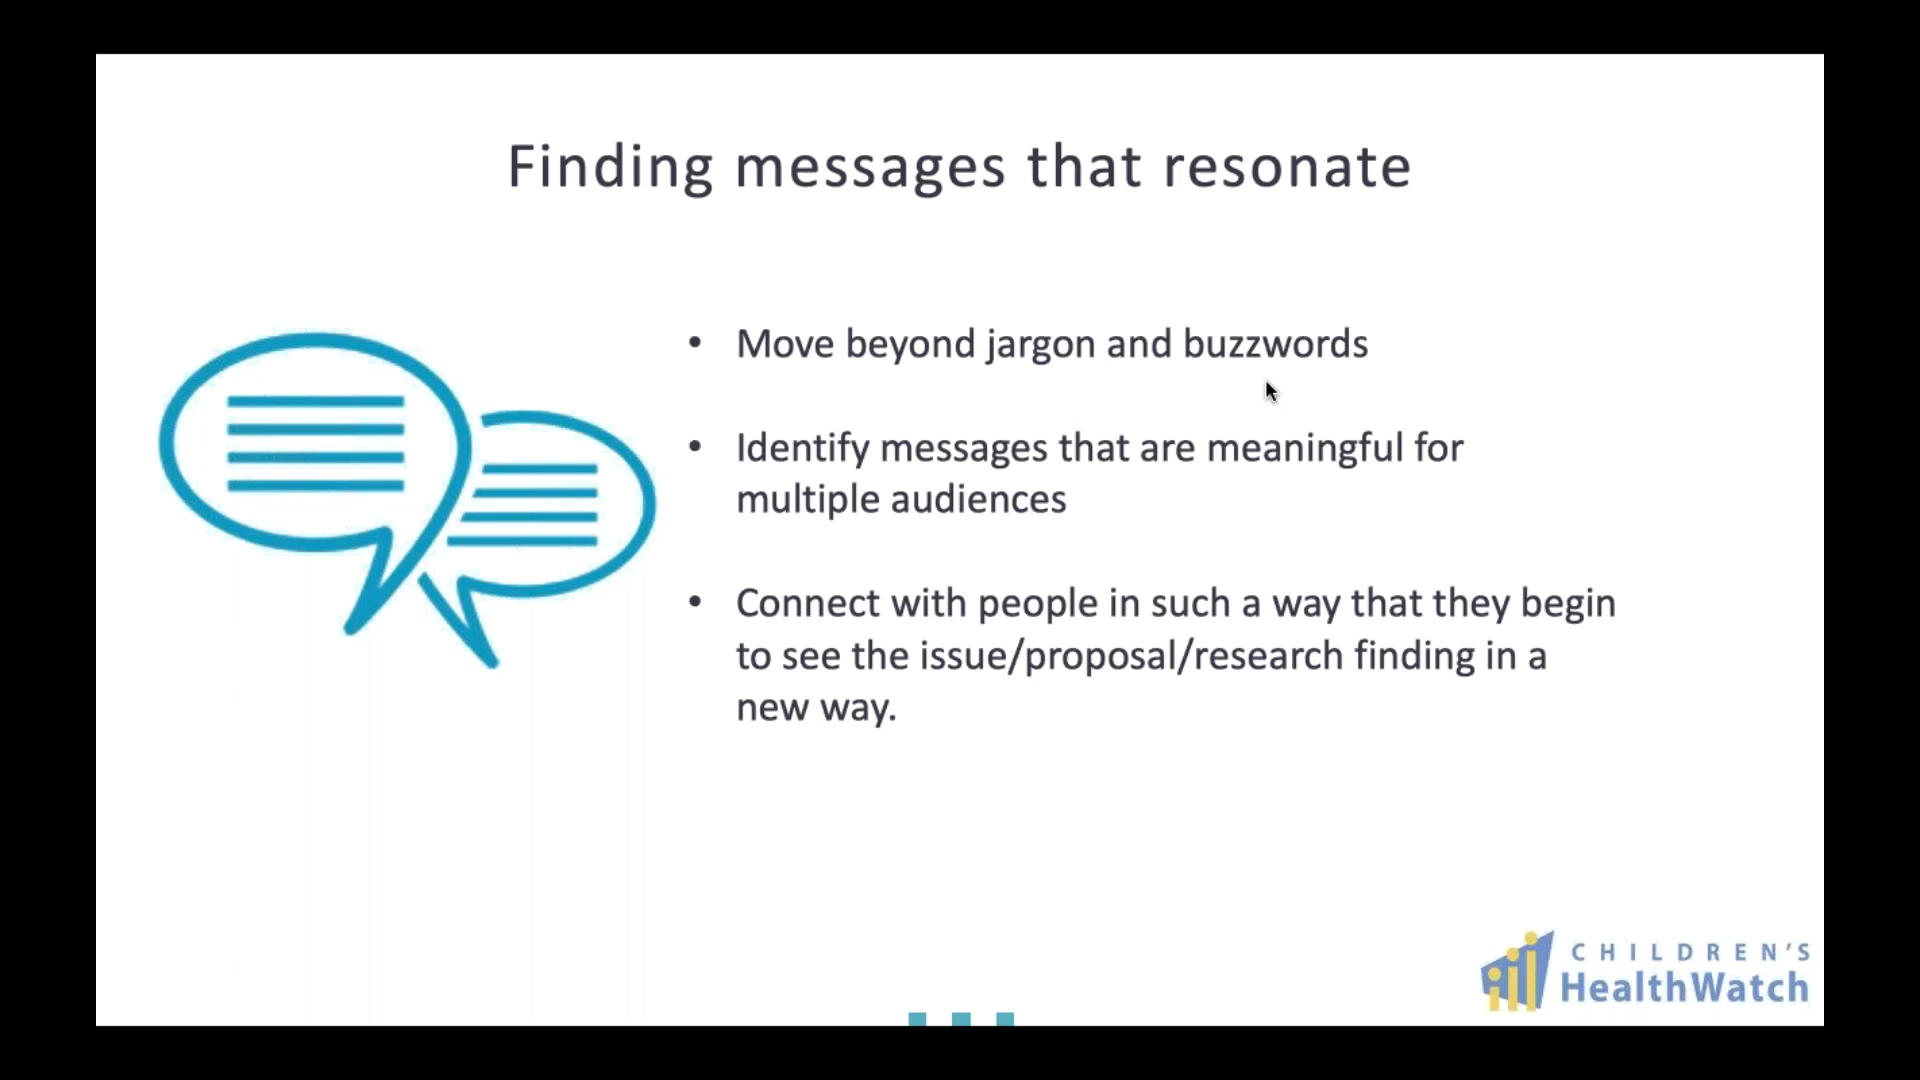 Finding messages that resonate
• Move beyond jargon and buzzwords
• Identify messages that are meaningful for
multiple audiences
• Connect with people in such a way that they begin
to see the issue/proposal/research finding in a
new way.
CHILDREN'S
HealthWatch